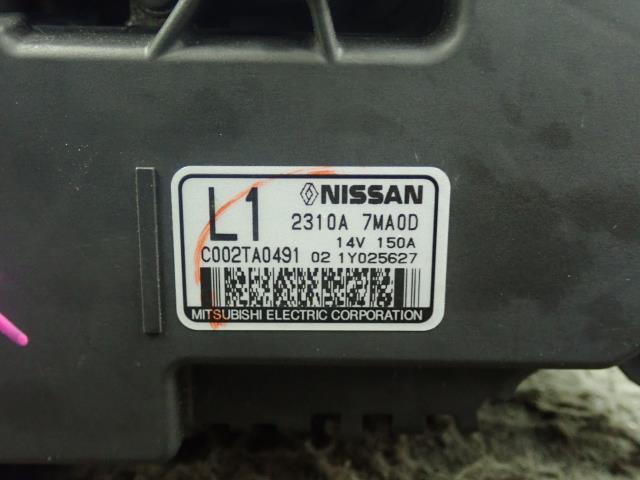 L1 NISSAN
2310A 7MA0D
14V 150A
C002TA0491 02 1Y025627
MITSUBISHI ELECTRIC CORPORATION